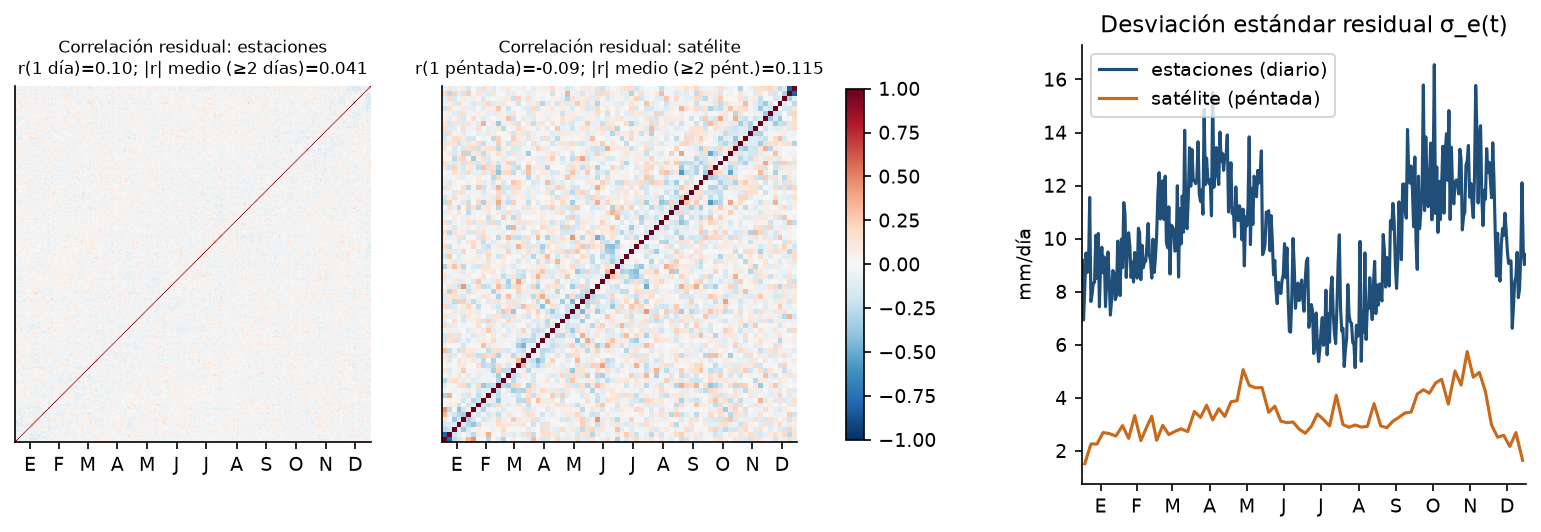 Correlación residual: estaciones
r(1 día)=0.10; |r| medio (≥2 días)=0.041
E F M A M J J A S O N D
Correlación residual: satélite
r(1 péntada)=-0.09; |r| medio (≥2 pént.)=0.115
E F M A M J J A S O N D
1.00
0.75
0.50
0.25
0.00
−0.25
−0.50
−0.75
−1.00
Desviación estándar residual σ_e(t)
estaciones (diario)
satélite (péntada)
mm/día
16
14
12
10
8
6
4
2
E F M A M J J A S O N D